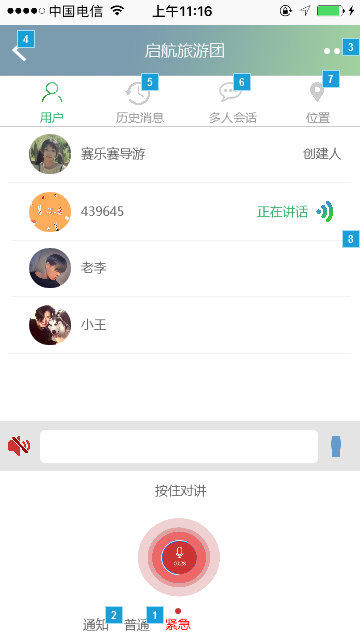 中国电信 上午11:16
4 启航旅游团 3
5 6 7
用户 历史消息 多人会话 位置
赛乐赛导游 创建人
439645 正在讲话
8
老李
小王
按住对讲
2 1
通知 普通 紧急